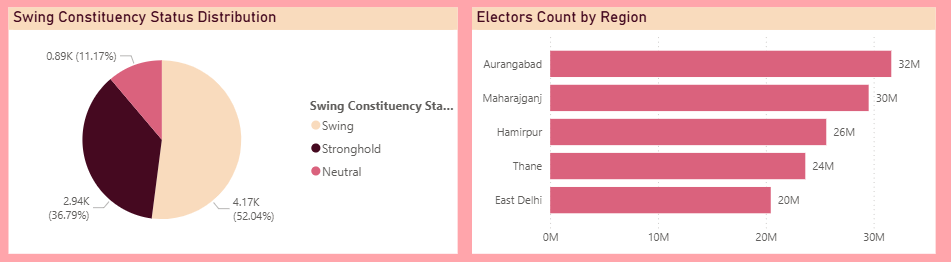 Swing Constituency Status Distribution
0.89K (11.17%)
2.94K
(36.79%)
4.17K
(52.04%)
Swing Constituency Sta...
Swing
Stronghold
Neutral
Electors Count by Region
Aurangabad 32M
Maharajganj 30M
Hamirpur 26M
Thane 24M
East Delhi 20M
0M 10M 20M 30M